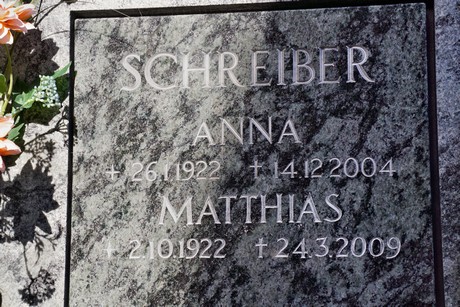 SCHREIBER
ANNA
+ 26.1.1922 † 14.12.2004
MATTHIAS
+ 2.10.1922 † 24.3.2009